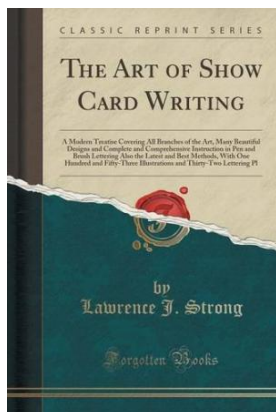 CLASSIC REPRINT SERIES
THE ART OF SHOW
CARD WRITING
A Modern Treatise Covering All Branches of the Art, Many Beautiful
Designs and Complete and Comprehensive Instruction in Pen and
Brush Lettering Also the Latest and Best Methods, With One
Hundred and Fifty-Three Illustrations and Thirty-Two Lettering Pl
by
Lawrence J. Strong
Forgotten Books